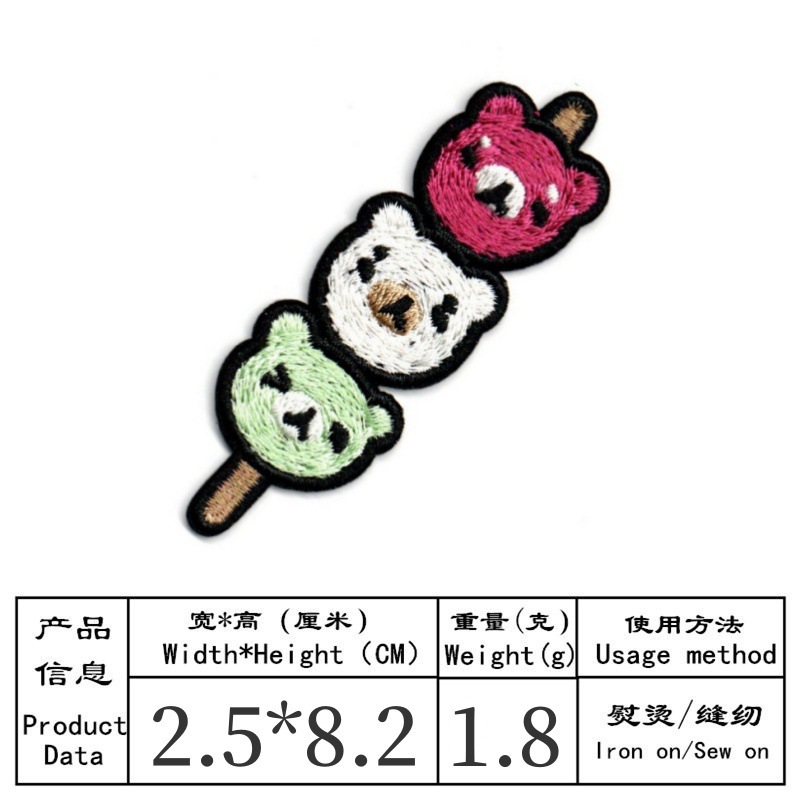 产品
信息
Product
Data
宽*高 (厘米)
Width*Height (CM)
2.5*8.2
重量(克)
Weight(g)
1.8
使用方法
Usage method
熨烫/缝纫
Iron on/Sew on